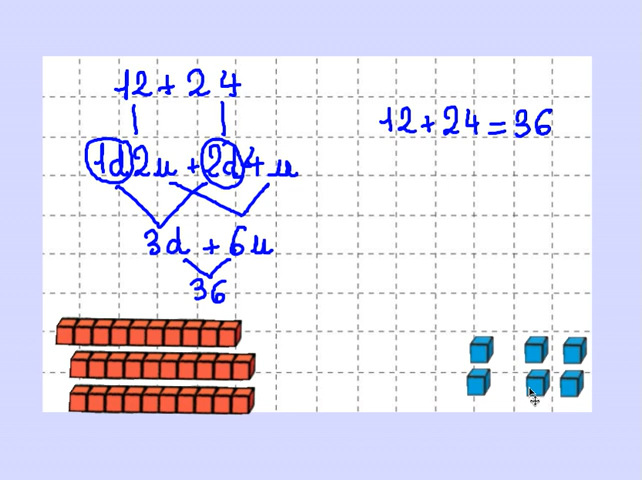 12 + 24
1d 2u + 2d 4u
3d + 6u
36
12 + 24 = 36